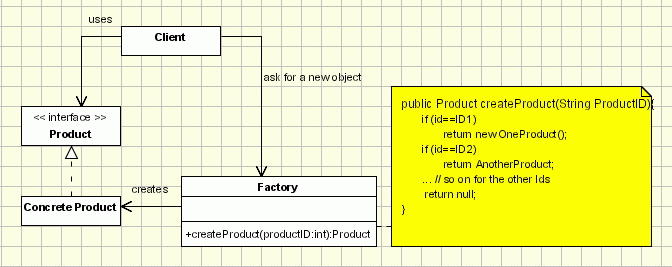 uses
Client
ask for a new object
<< interface >>
Product
creates
Concrete Product
Factory
+createProduct(productID:int):Product
public Product createProduct(String ProductID){
if (id==ID1)
return newOneProduct();
if (id==ID2)
return AnotherProduct;
... // so on for the other Ids
return null;
}